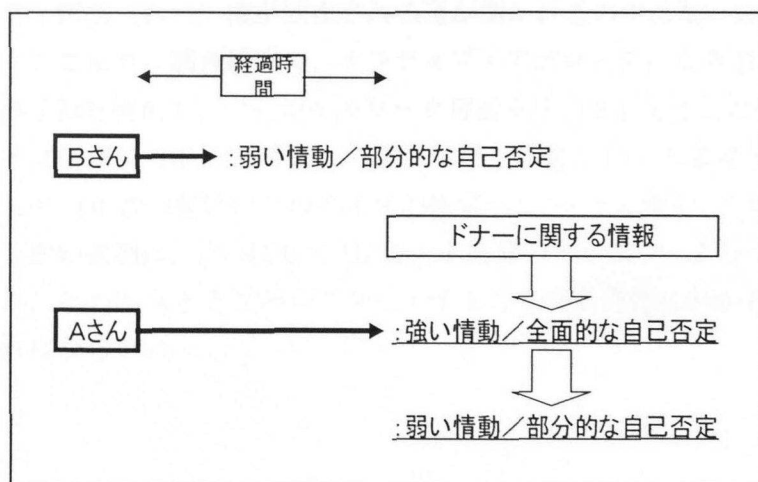 経過時
間
Bさん
:弱い情動/部分的な自己否定
ドナーに関する情報
Aさん
:強い情動/全面的な自己否定
:弱い情動/部分的な自己否定